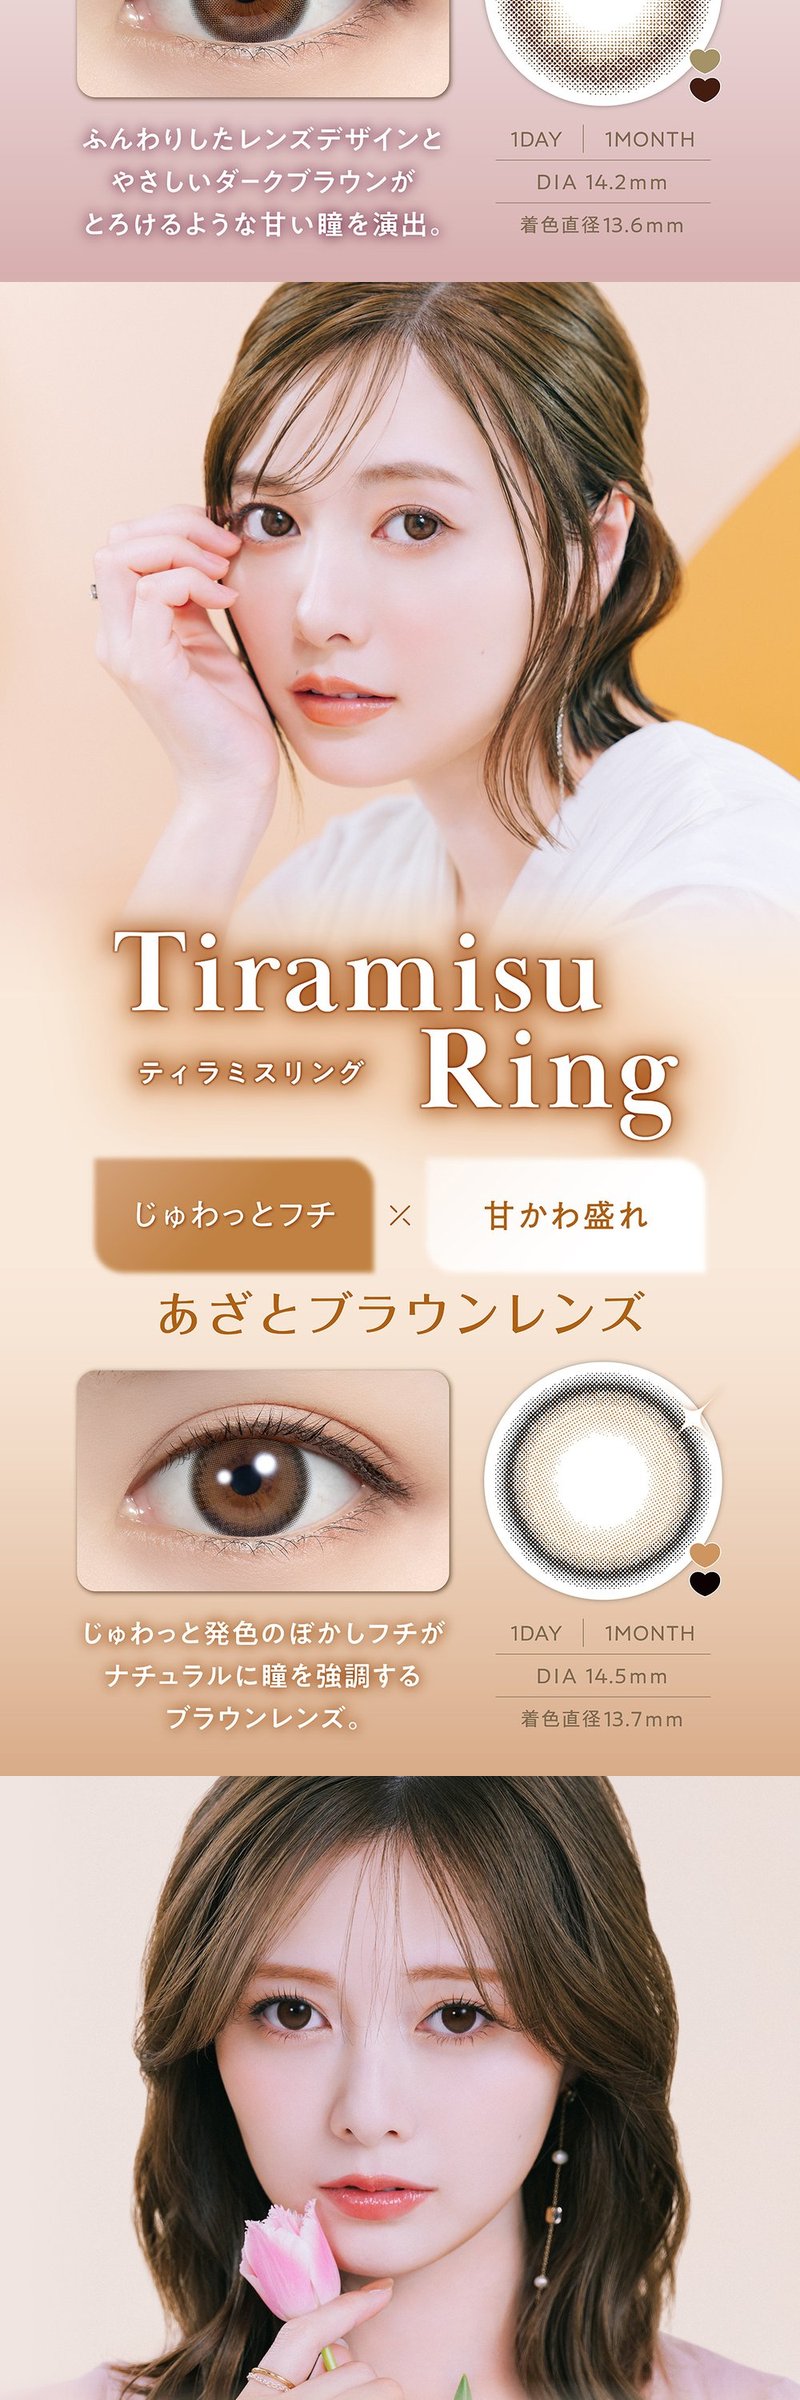 ふんわりしたレンズデザインと
やさしいダークブラウンが
とろけるような甘い瞳を演出。
1DAY 1MONTH
DIA 14.2mm
着色直径13.6mm
Tiramisu
Ring
ティラミスリング
じゅわっとフチ × 甘かわ盛れ
あざとブラウンレンズ
じゅわっと発色のぼかしフチが
ナチュラルに瞳を強調する
ブラウンレンズ。
1DAY 1MONTH
DIA 14.5mm
着色直径13.7mm